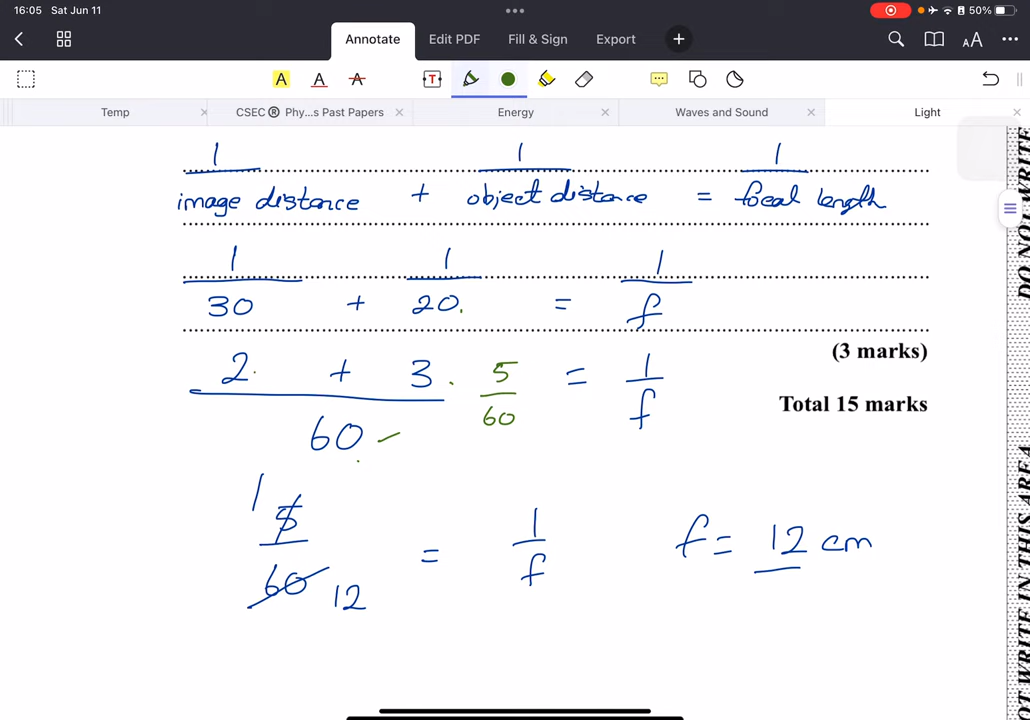 16:05 Sat Jun 11 50%
Annotate Edit PDF Fill & Sign Export
A A A T AA
Temp × CSEC ® Phy...s Past Papers × Energy × Waves and Sound × Light ×
1 1 1
image distance + object distance = focal length
1 1 1
30 + 20. = f
(3 marks)
2. + 3 . 5 = 1
60 60 f
Total 15 marks
1 5 = 1 f = 12 cm
60 12 f
DO NOT WRITE
NOT WRITE IN THIS AREA